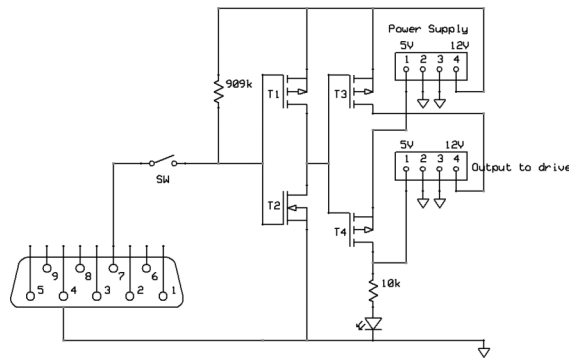 Power Supply
5V 12V
1 2 3 4
909k
T1
T3
5V 12V
1 2 3 4
Output to drive
SW
T2
T4
9 8 7 6
5 4 3 2 1
10k